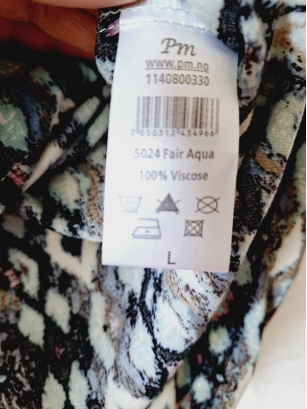 Pm
www.pm.no
1140800330
7050312434966
5024 Fair Aqua
100% Viscose
L